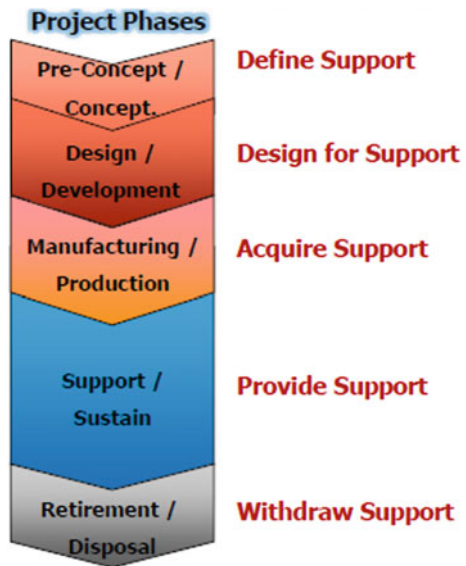 Project Phases
Pre-Concept /
Concept.
Define Support
Design /
Development
Design for Support
Manufacturing /
Production
Acquire Support
Support /
Sustain
Provide Support
Retirement /
Disposal
Withdraw Support